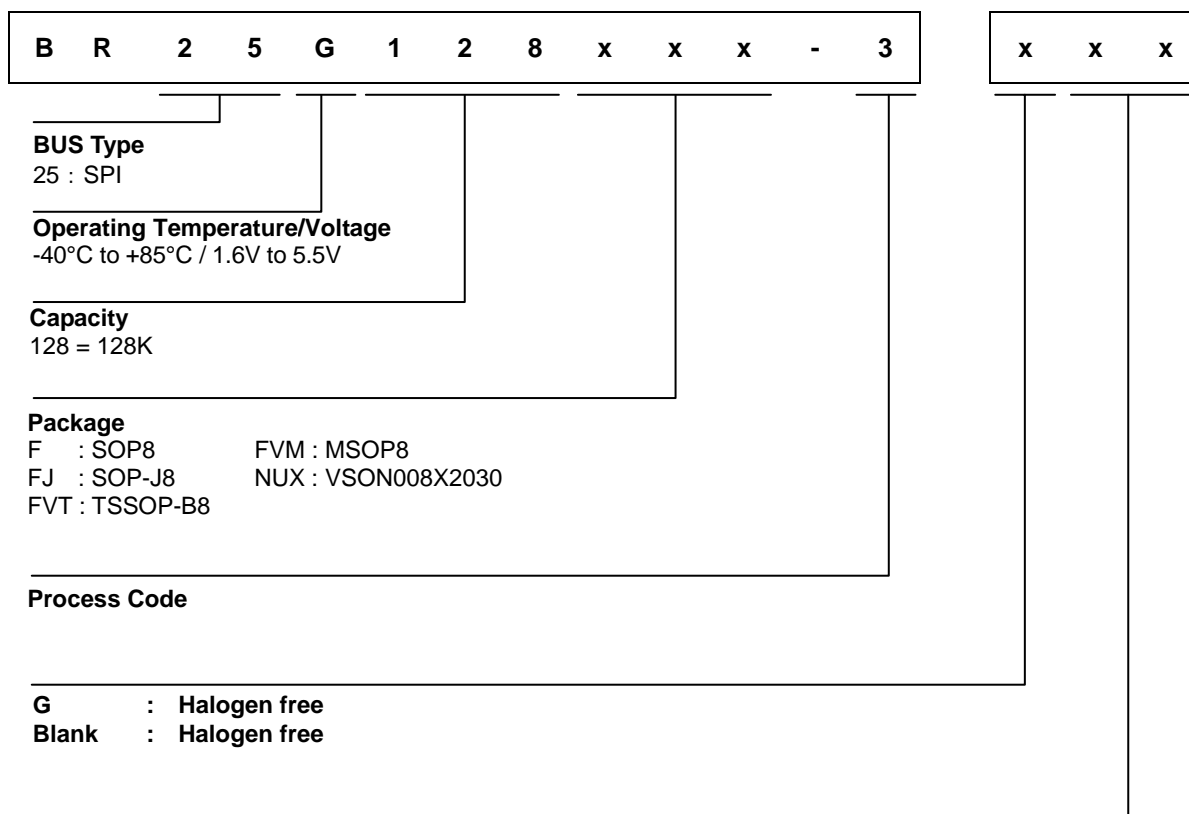 B R 2 5 G 1 2 8 x x x - 3 x x x
BUS Type
25 : SPI
Operating Temperature/Voltage
-40°C to +85°C / 1.6V to 5.5V
Capacity
128 = 128K
Package
F : SOP8 FVM : MSOP8
FJ : SOP-J8 NUX : VSON008X2030
FVT : TSSOP-B8
Process Code
G : Halogen free
Blank : Halogen free